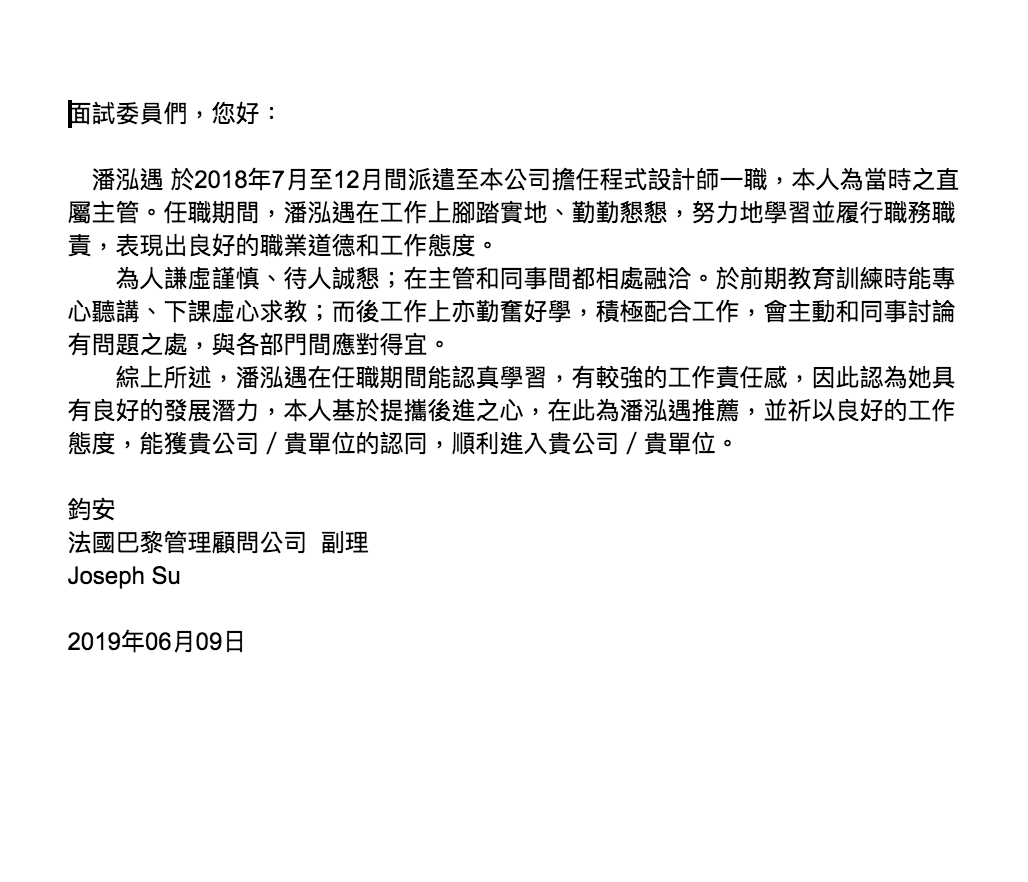 面試委員們，您好：
潘泓遇 於2018年7月至12月間派遣至本公司擔任程式設計師一職，本人為當時之直
屬主管。任職期間，潘泓遇在工作上腳踏實地、勤勤懇懇，努力地學習並履行職務職
責，表現出良好的職業道德和工作態度。
為人謙虛謹慎、待人誠懇；在主管和同事間都相處融洽。於前期教育訓練時能專
心聽講、下課虛心求教；而後工作上亦勤奮好學，積極配合工作，會主動和同事討論
有問題之處，與各部門間應對得宜。
綜上所述，潘泓遇在任職期間能認真學習，有較強的工作責任感，因此認為她具
有良好的發展潛力，本人基於提攜後進之心，在此為潘泓遇推薦，並祈以良好的工作
態度，能獲貴公司／貴單位的認同，順利進入貴公司／貴單位。
鈞安
法國巴黎管理顧問公司 副理
Joseph Su
2019年06月09日